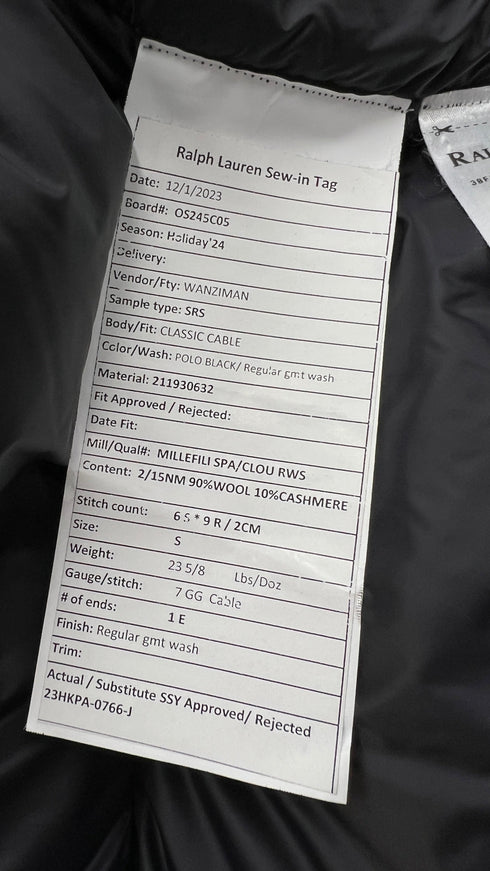 Ralph Lauren Sew-in Tag
Date: 12/1/2023
Board#: OS245C05
Season: Holiday'24
Delivery:
Vendor/Fty: WANZIMAN
Sample type: SRS
Body/Fit: CLASSIC CABLE
Color/Wash: POLO BLACK/ Regular gmt wash
Material: 211930632
Fit Approved / Rejected:
Date Fit:
Mill/Qual#: MILLEFILI SPA/CLOU RWS
Content: 2/15NM 90%WOOL 10%CASHMERE
Stitch count: 6.5 * 9 R / 2CM
Size: S
Weight: 23 5/8 Lbs/Doz
Gauge/stitch: 7 GG Cable
# of ends: 1 E
Finish: Regular gmt wash
Trim:
Actual / Substitute SSY Approved/ Rejected
23HKPA-0766-J